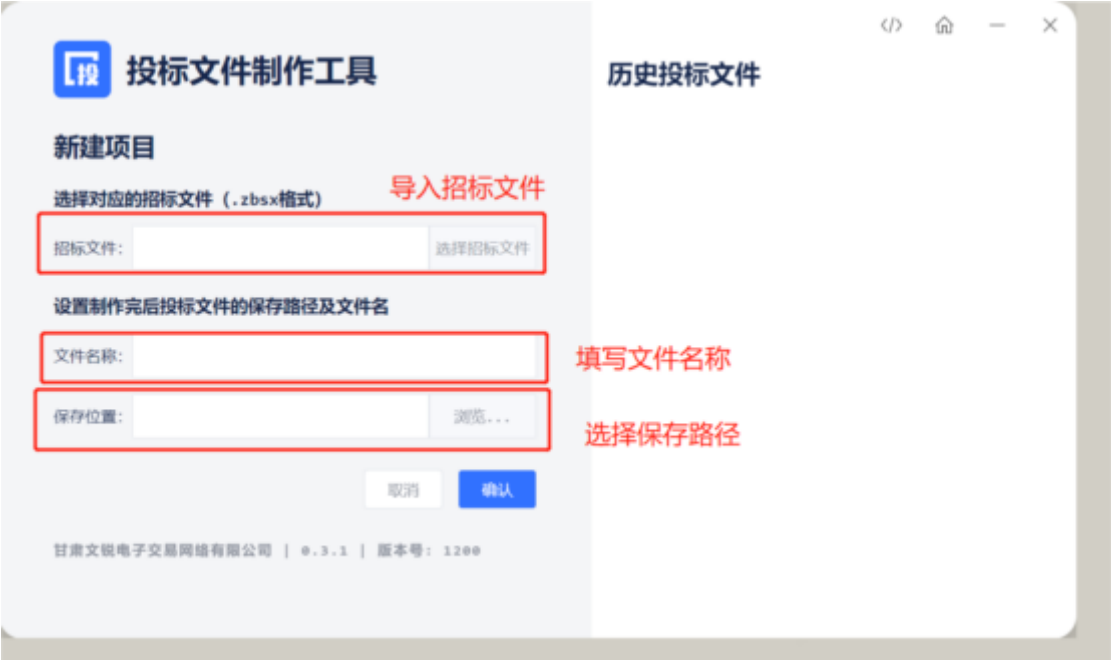 投
投标文件制作工具
历史投标文件
新建项目
选择对应的招标文件（.zbsx格式）
导入招标文件
招标文件：
选择招标文件
设置制作完后投标文件的保存路径及文件名
文件名称：
填写文件名称
保存位置：
浏览...
选择保存路径
取消
确认
甘肃文锐电子交易网络有限公司 | 0.3.1 | 版本号: 1200